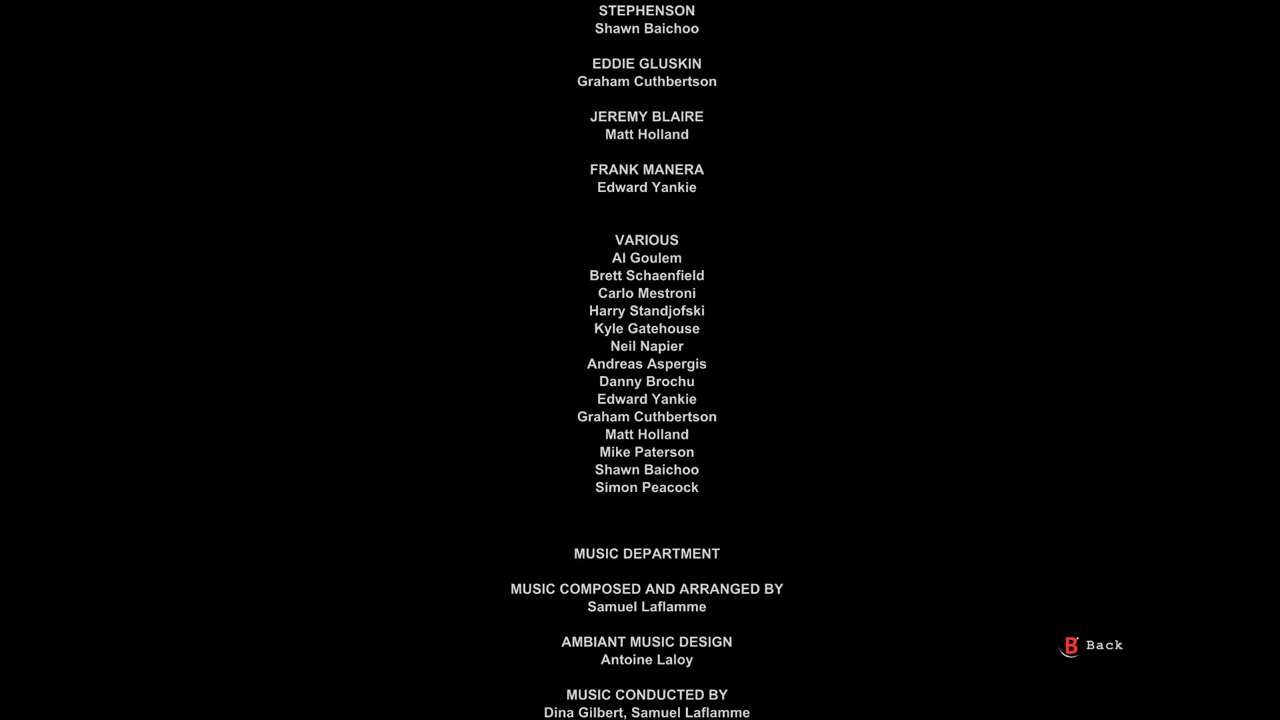 STEPHENSON
Shawn Baichoo
EDDIE GLUSKIN
Graham Cuthbertson
JEREMY BLAIRE
Matt Holland
FRANK MANERA
Edward Yankie
VARIOUS
Al Goulem
Brett Schaenfield
Carlo Mestroni
Harry Standjofski
Kyle Gatehouse
Neil Napier
Andreas Aspergis
Danny Brochu
Edward Yankie
Graham Cuthbertson
Matt Holland
Mike Paterson
Shawn Baichoo
Simon Peacock
MUSIC DEPARTMENT
MUSIC COMPOSED AND ARRANGED BY
Samuel Laflamme
AMBIANT MUSIC DESIGN
Antoine Laloy
B Back
MUSIC CONDUCTED BY
Dina Gilbert, Samuel Laflamme